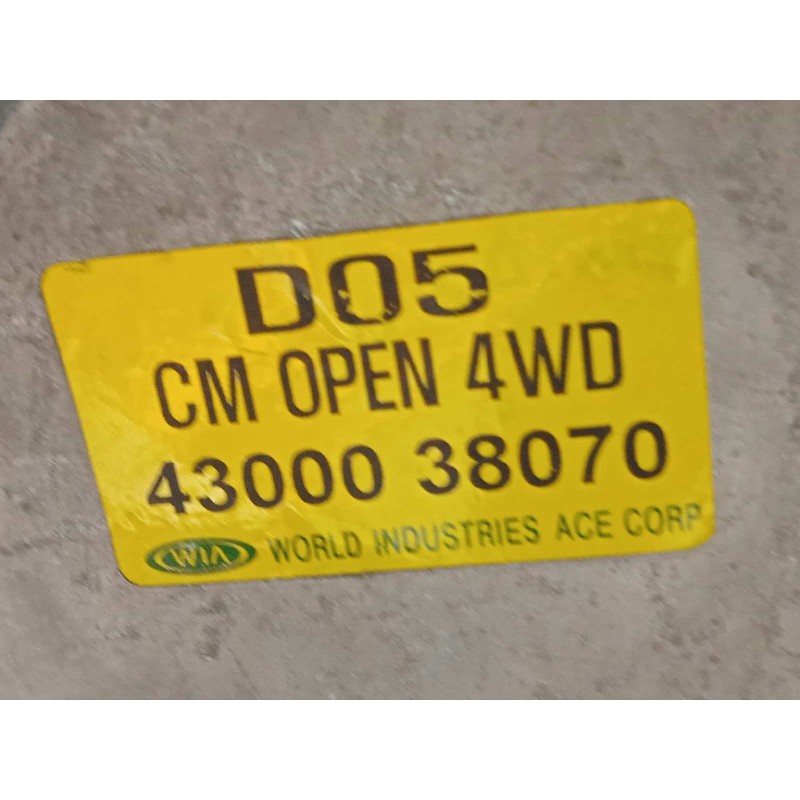 D05
CM OPEN 4WD
43000 38070
WIA WORLD INDUSTRIES ACE CORP